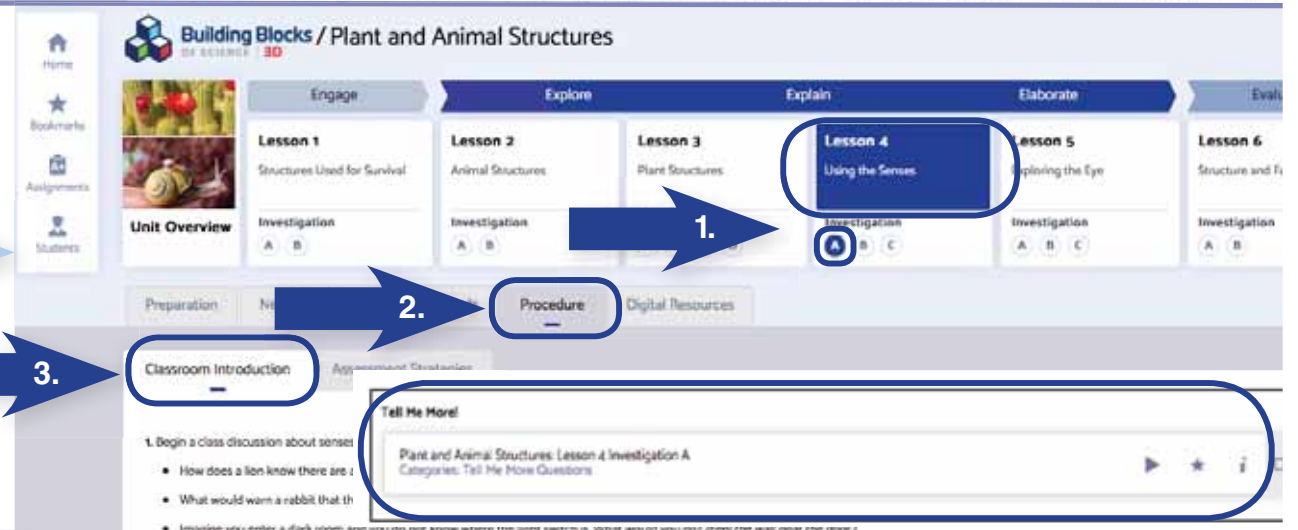 Home
Bookmarks
Assignments
Students
Building Blocks / Plant and Animal Structures
OF SCIENCE 3D
Engage
Explore
Explain
Elaborate
Unit Overview
Lesson 1
Structures Used for Survival
Investigation
A B
Lesson 2
Animal Structures
Investigation
A B
Lesson 3
Plant Structures
Lesson 4
Using the Senses
Investigation
A B C
Lesson 5
Exploring the Eye
Investigation
A B C
Lesson 6
Structure and
Investigation
A B
1.
Preparation
2.
Procedure
Digital Resources
3.
Classroom Introduction
Assessment Strategies
1. Begin a class discussion about senses
• How does a lion know there are
• What would warn a rabbit that
Tell Me More!
Plant and Animal Structures: Lesson 4 Investigation A
Categories: Tell Me More Questions